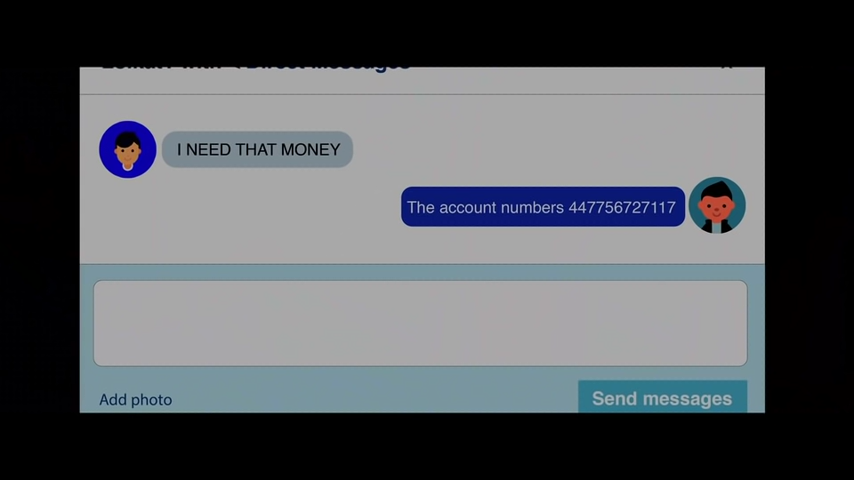 I NEED THAT MONEY
The account numbers 447756727117
Add photo
Send messages